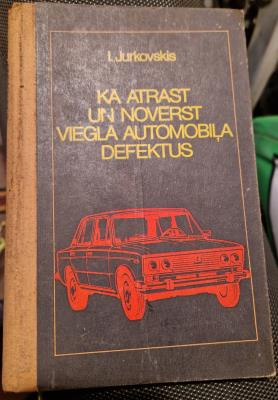 I. Jurkovskis
KĀ ATRAST
UN NOVĒRST
VIEGLĀ AUTOMOBIĻA
DEFEKTUS